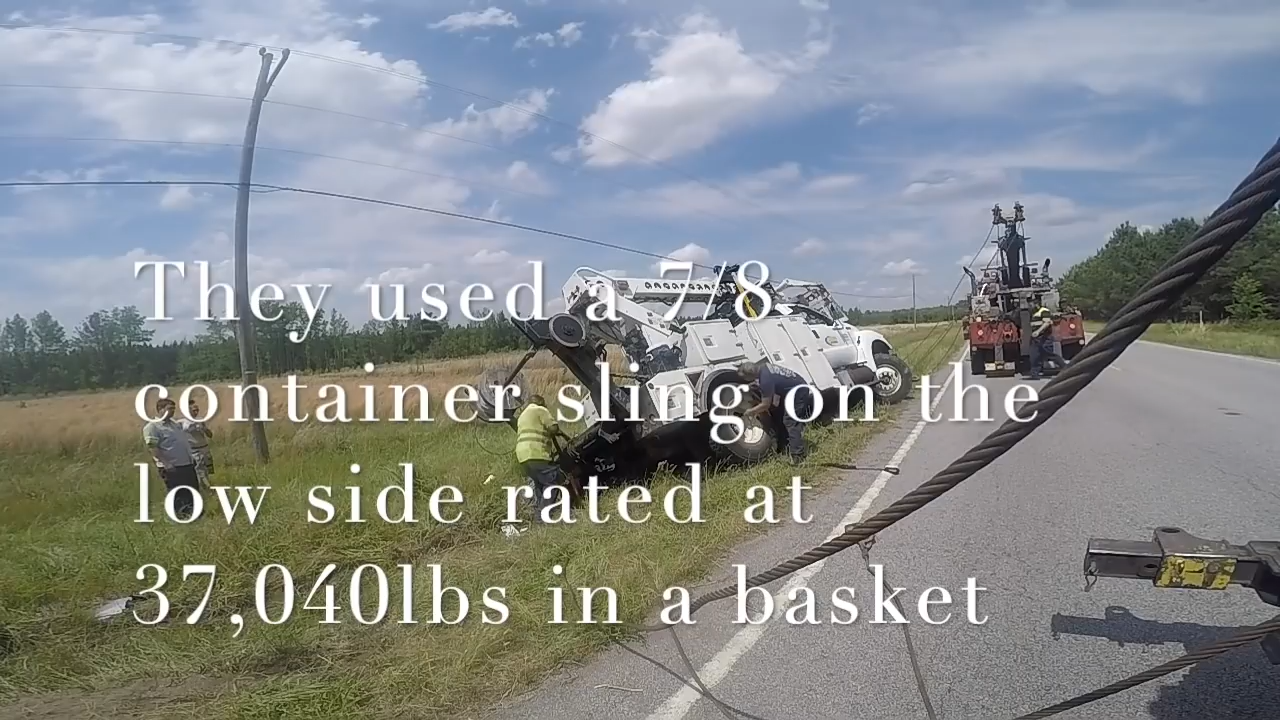 They used a 7/8
container sling on the
low side rated at
37,040lbs in a basket